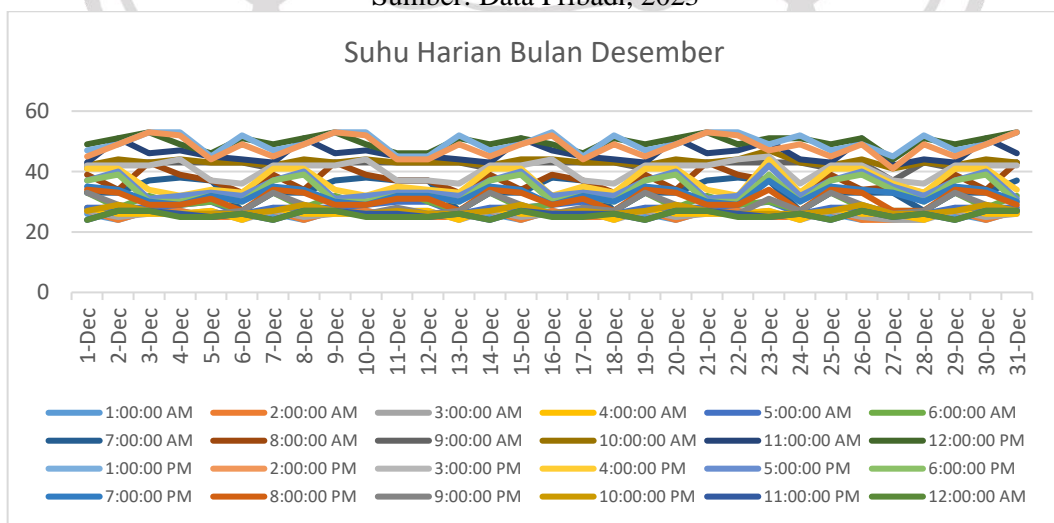 Sumber: Data Pribadi, 2023
Suhu Harian Bulan Desember
60
40
20
0
1-Dec
2-Dec
3-Dec
4-Dec
5-Dec
6-Dec
7-Dec
8-Dec
9-Dec
10-Dec
11-Dec
12-Dec
13-Dec
14-Dec
15-Dec
16-Dec
17-Dec
18-Dec
19-Dec
20-Dec
21-Dec
22-Dec
23-Dec
24-Dec
25-Dec
26-Dec
27-Dec
28-Dec
29-Dec
30-Dec
31-Dec
1:00:00 AM 2:00:00 AM 3:00:00 AM 4:00:00 AM 5:00:00 AM 6:00:00 AM
7:00:00 AM 8:00:00 AM 9:00:00 AM 10:00:00 AM 11:00:00 AM 12:00:00 PM
1:00:00 PM 2:00:00 PM 3:00:00 PM 4:00:00 PM 5:00:00 PM 6:00:00 PM
7:00:00 PM 8:00:00 PM 9:00:00 PM 10:00:00 PM 11:00:00 PM 12:00:00 AM